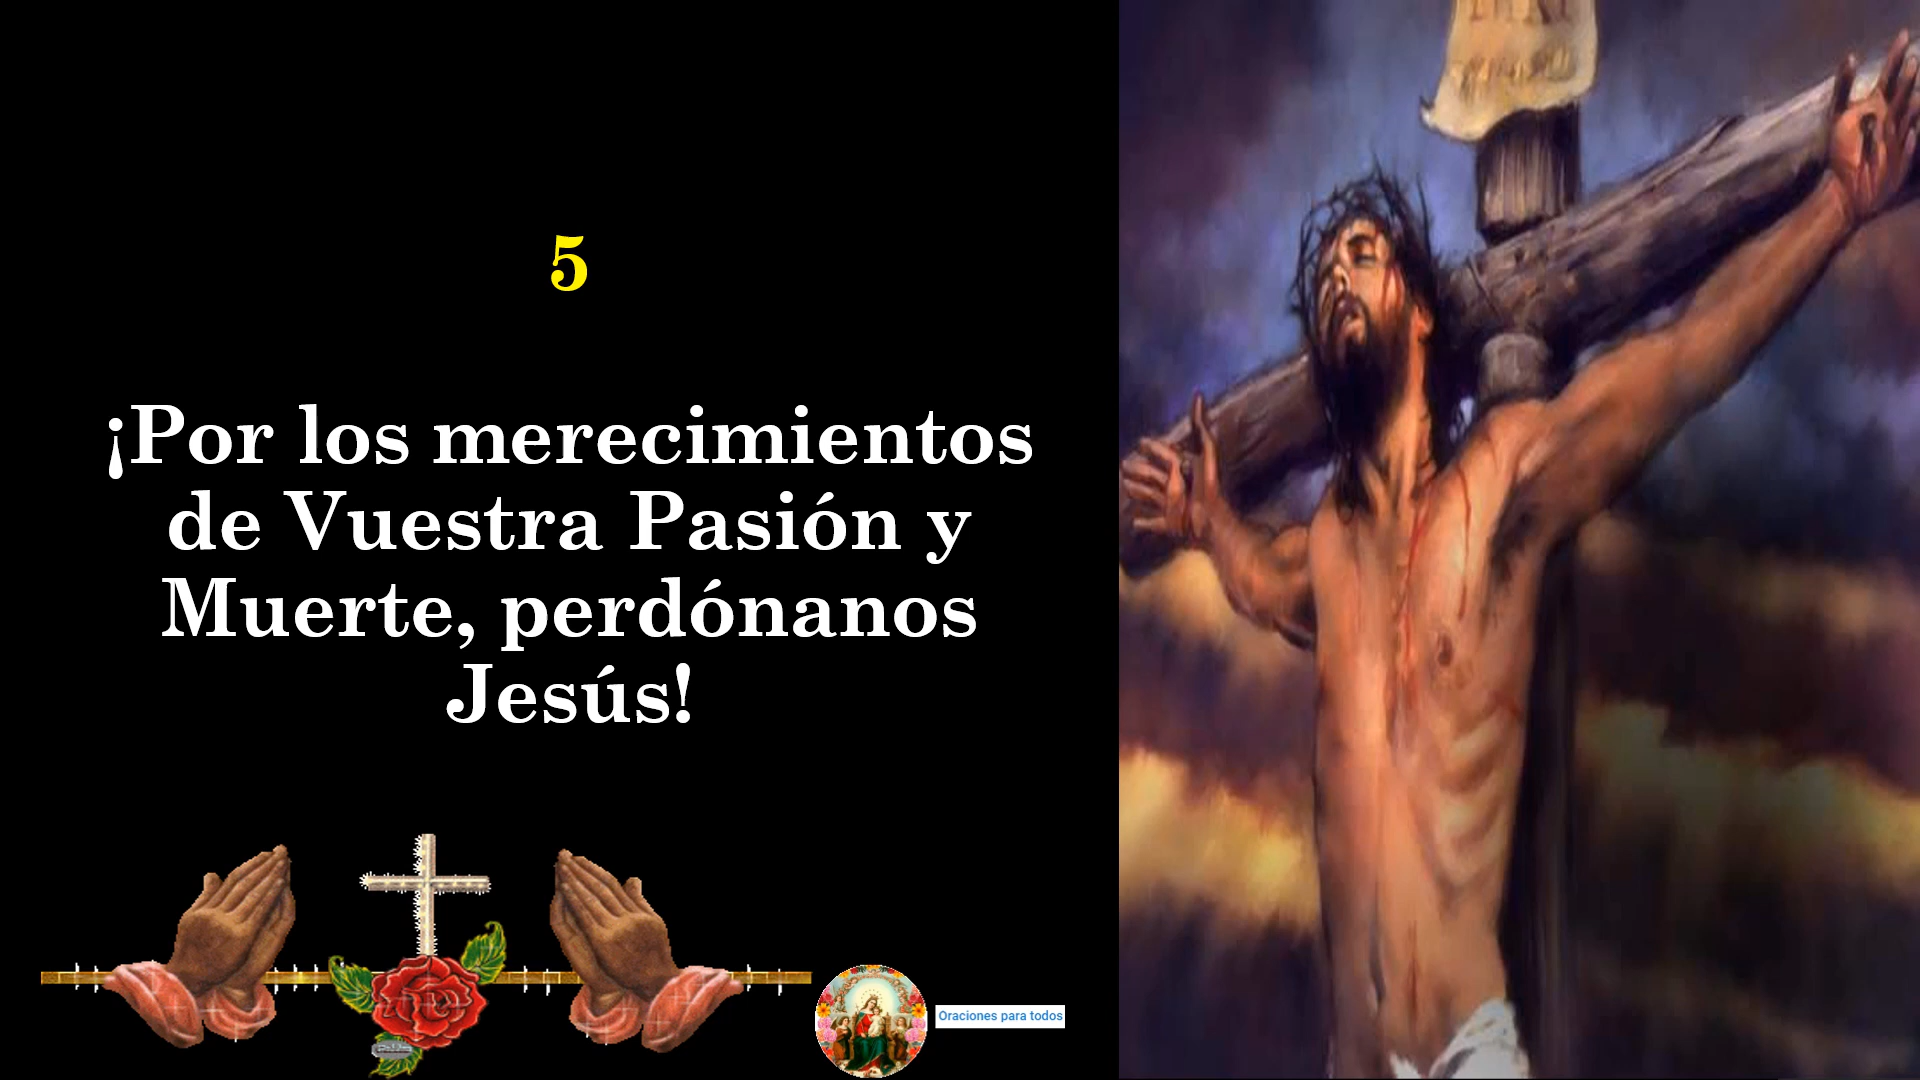 5
¡Por los merecimientos
de Vuestra Pasión y
Muerte, perdónanos
Jesús!
Oraciones para todos